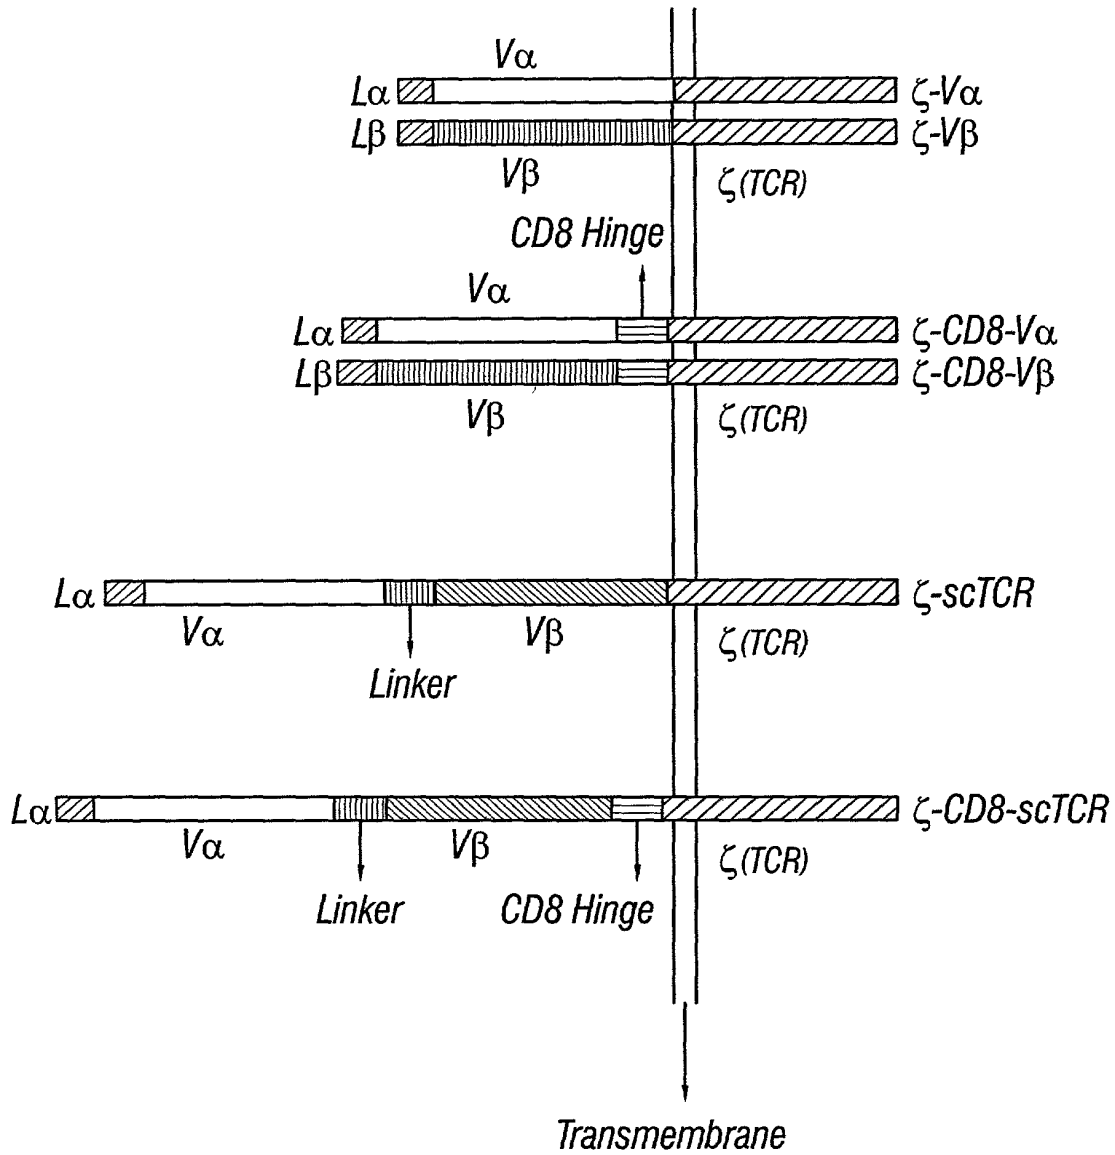 Vα
Lα ζ-Vα
Lβ ζ-Vβ
Vβ ζ(TCR)
CD8 Hinge
Vα
Lα ζ-CD8-Vα
Lβ ζ-CD8-Vβ
Vβ ζ(TCR)
Lα ζ-scTCR
Vα Vβ ζ(TCR)
Linker
Lα ζ-CD8-scTCR
Vα Vβ ζ(TCR)
Linker CD8 Hinge
Transmembrane